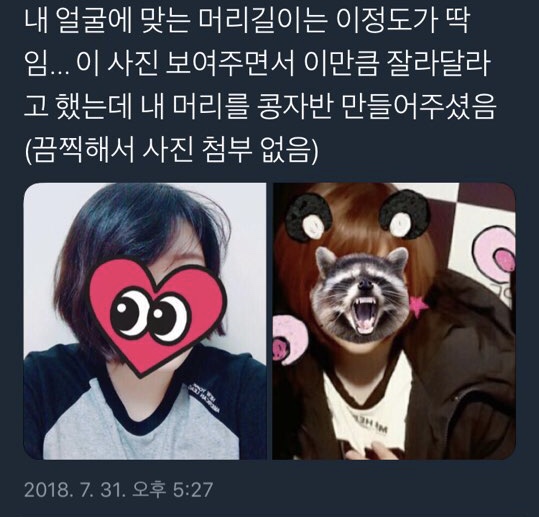 내 얼굴에 맞는 머리길이는 이정도가 딱
임... 이 사진 보여주면서 이만큼 잘라달라
고 했는데 내 머리를 콩자반 만들어주셨음
(끔찍해서 사진 첨부 없음)
2018. 7. 31. 오후 5:27